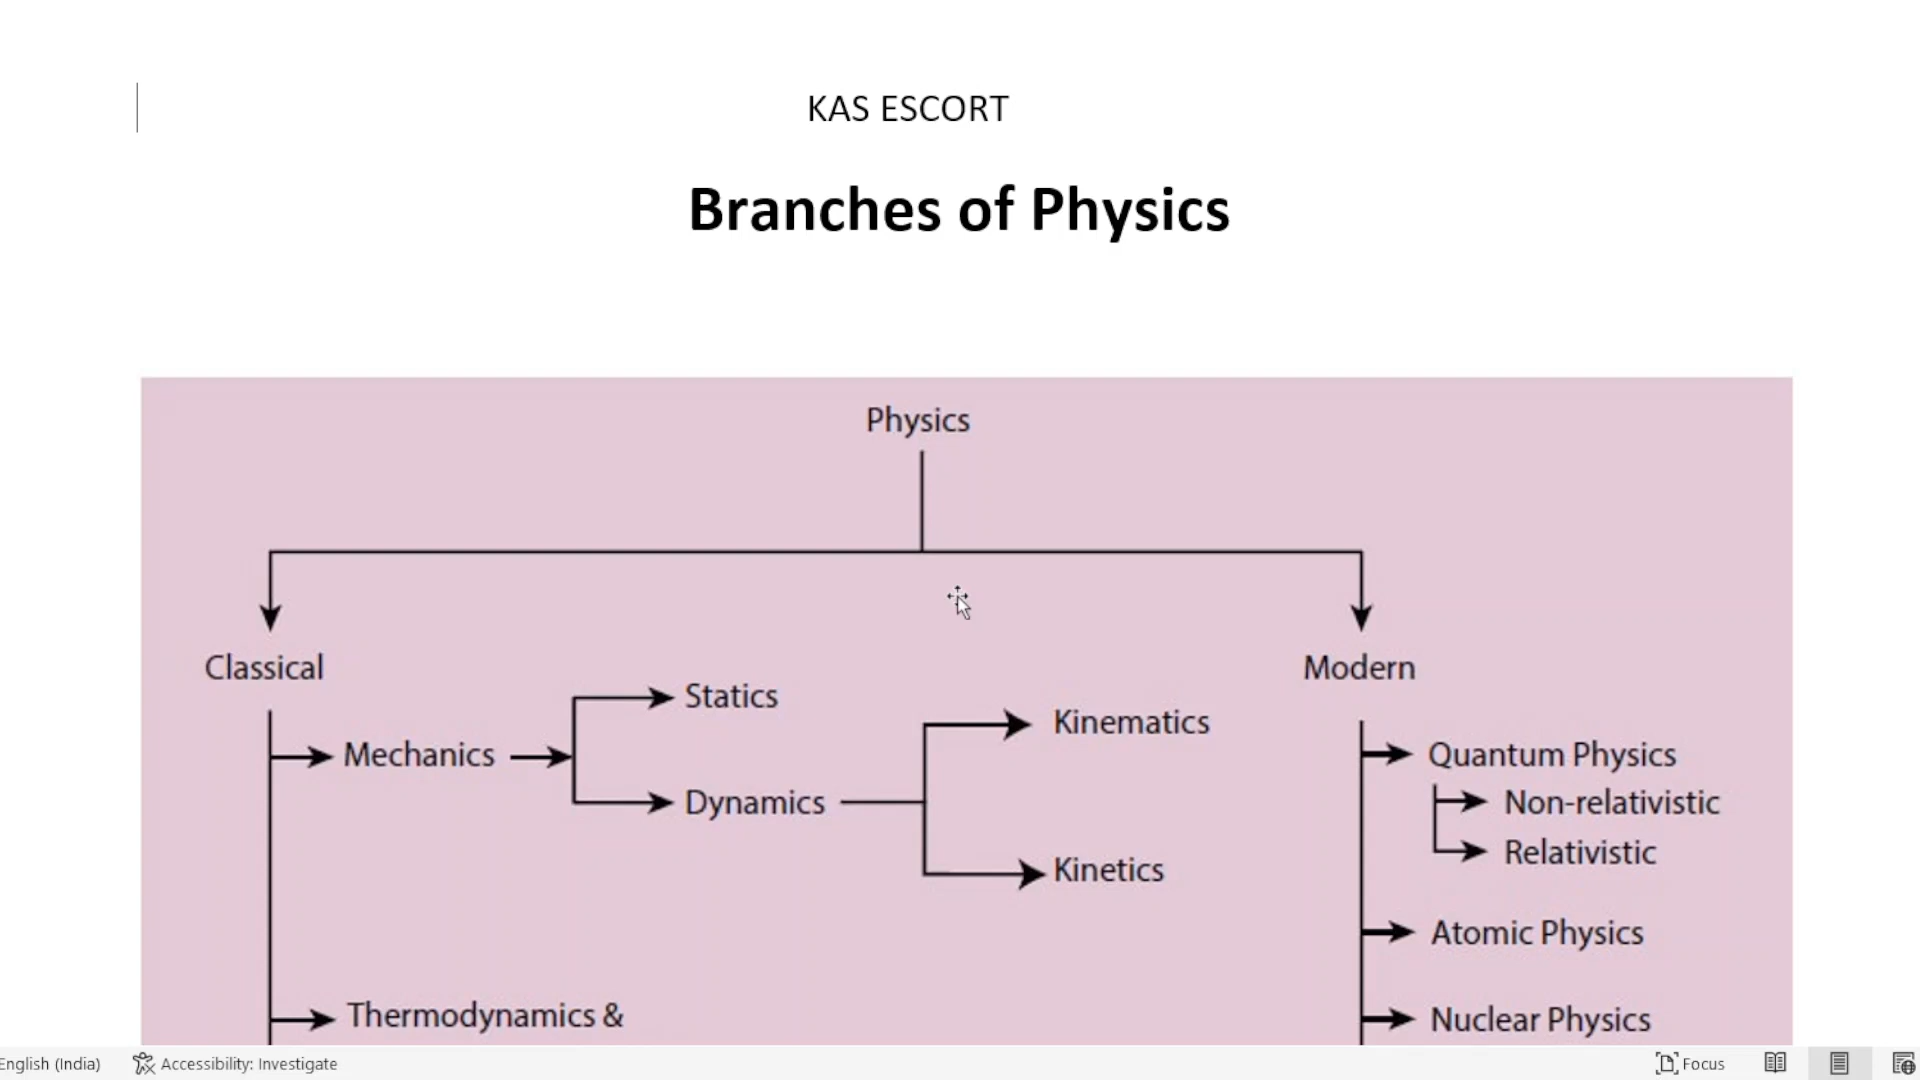 KAS ESCORT
Branches of Physics
Physics
Classical
Modern
Statics
Kinematics
Mechanics
Quantum Physics
Dynamics
Non-relativistic
Relativistic
Kinetics
Atomic Physics
Thermodynamics &
Nuclear Physics
English (India)
Accessibility: Investigate
Focus